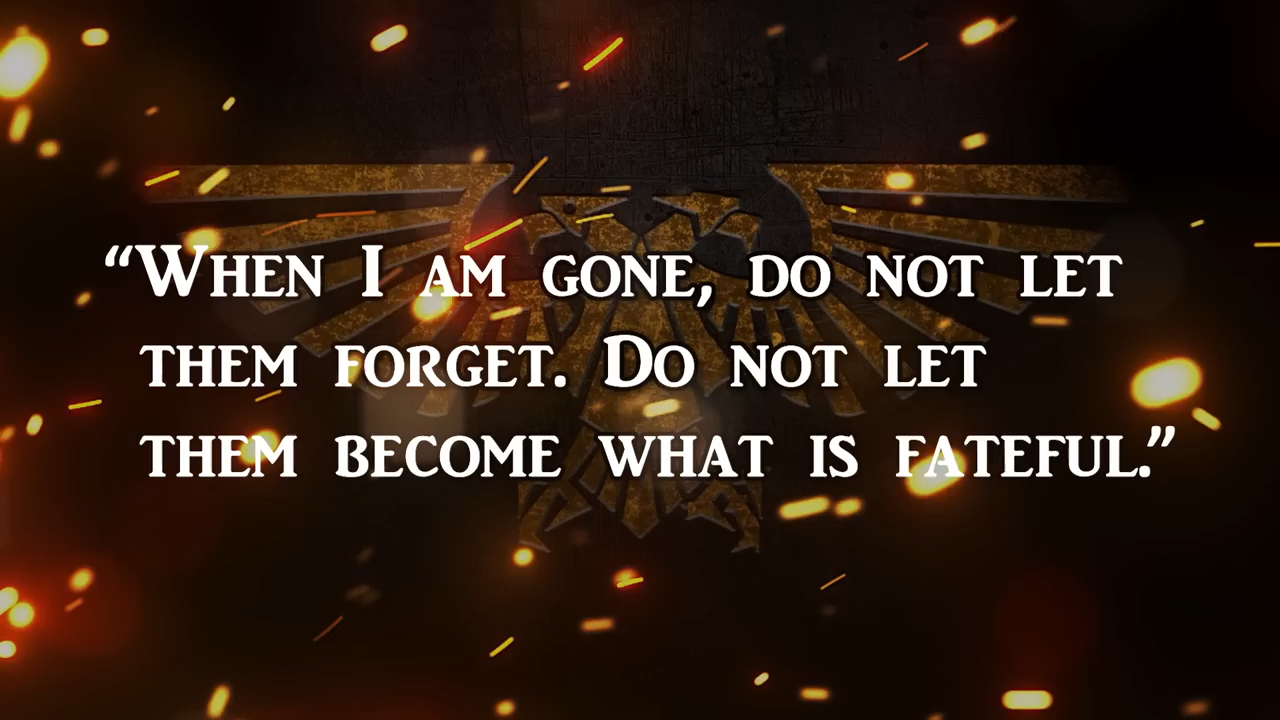 “When I am gone, do not let
them forget. Do not let
them become what is fateful.”